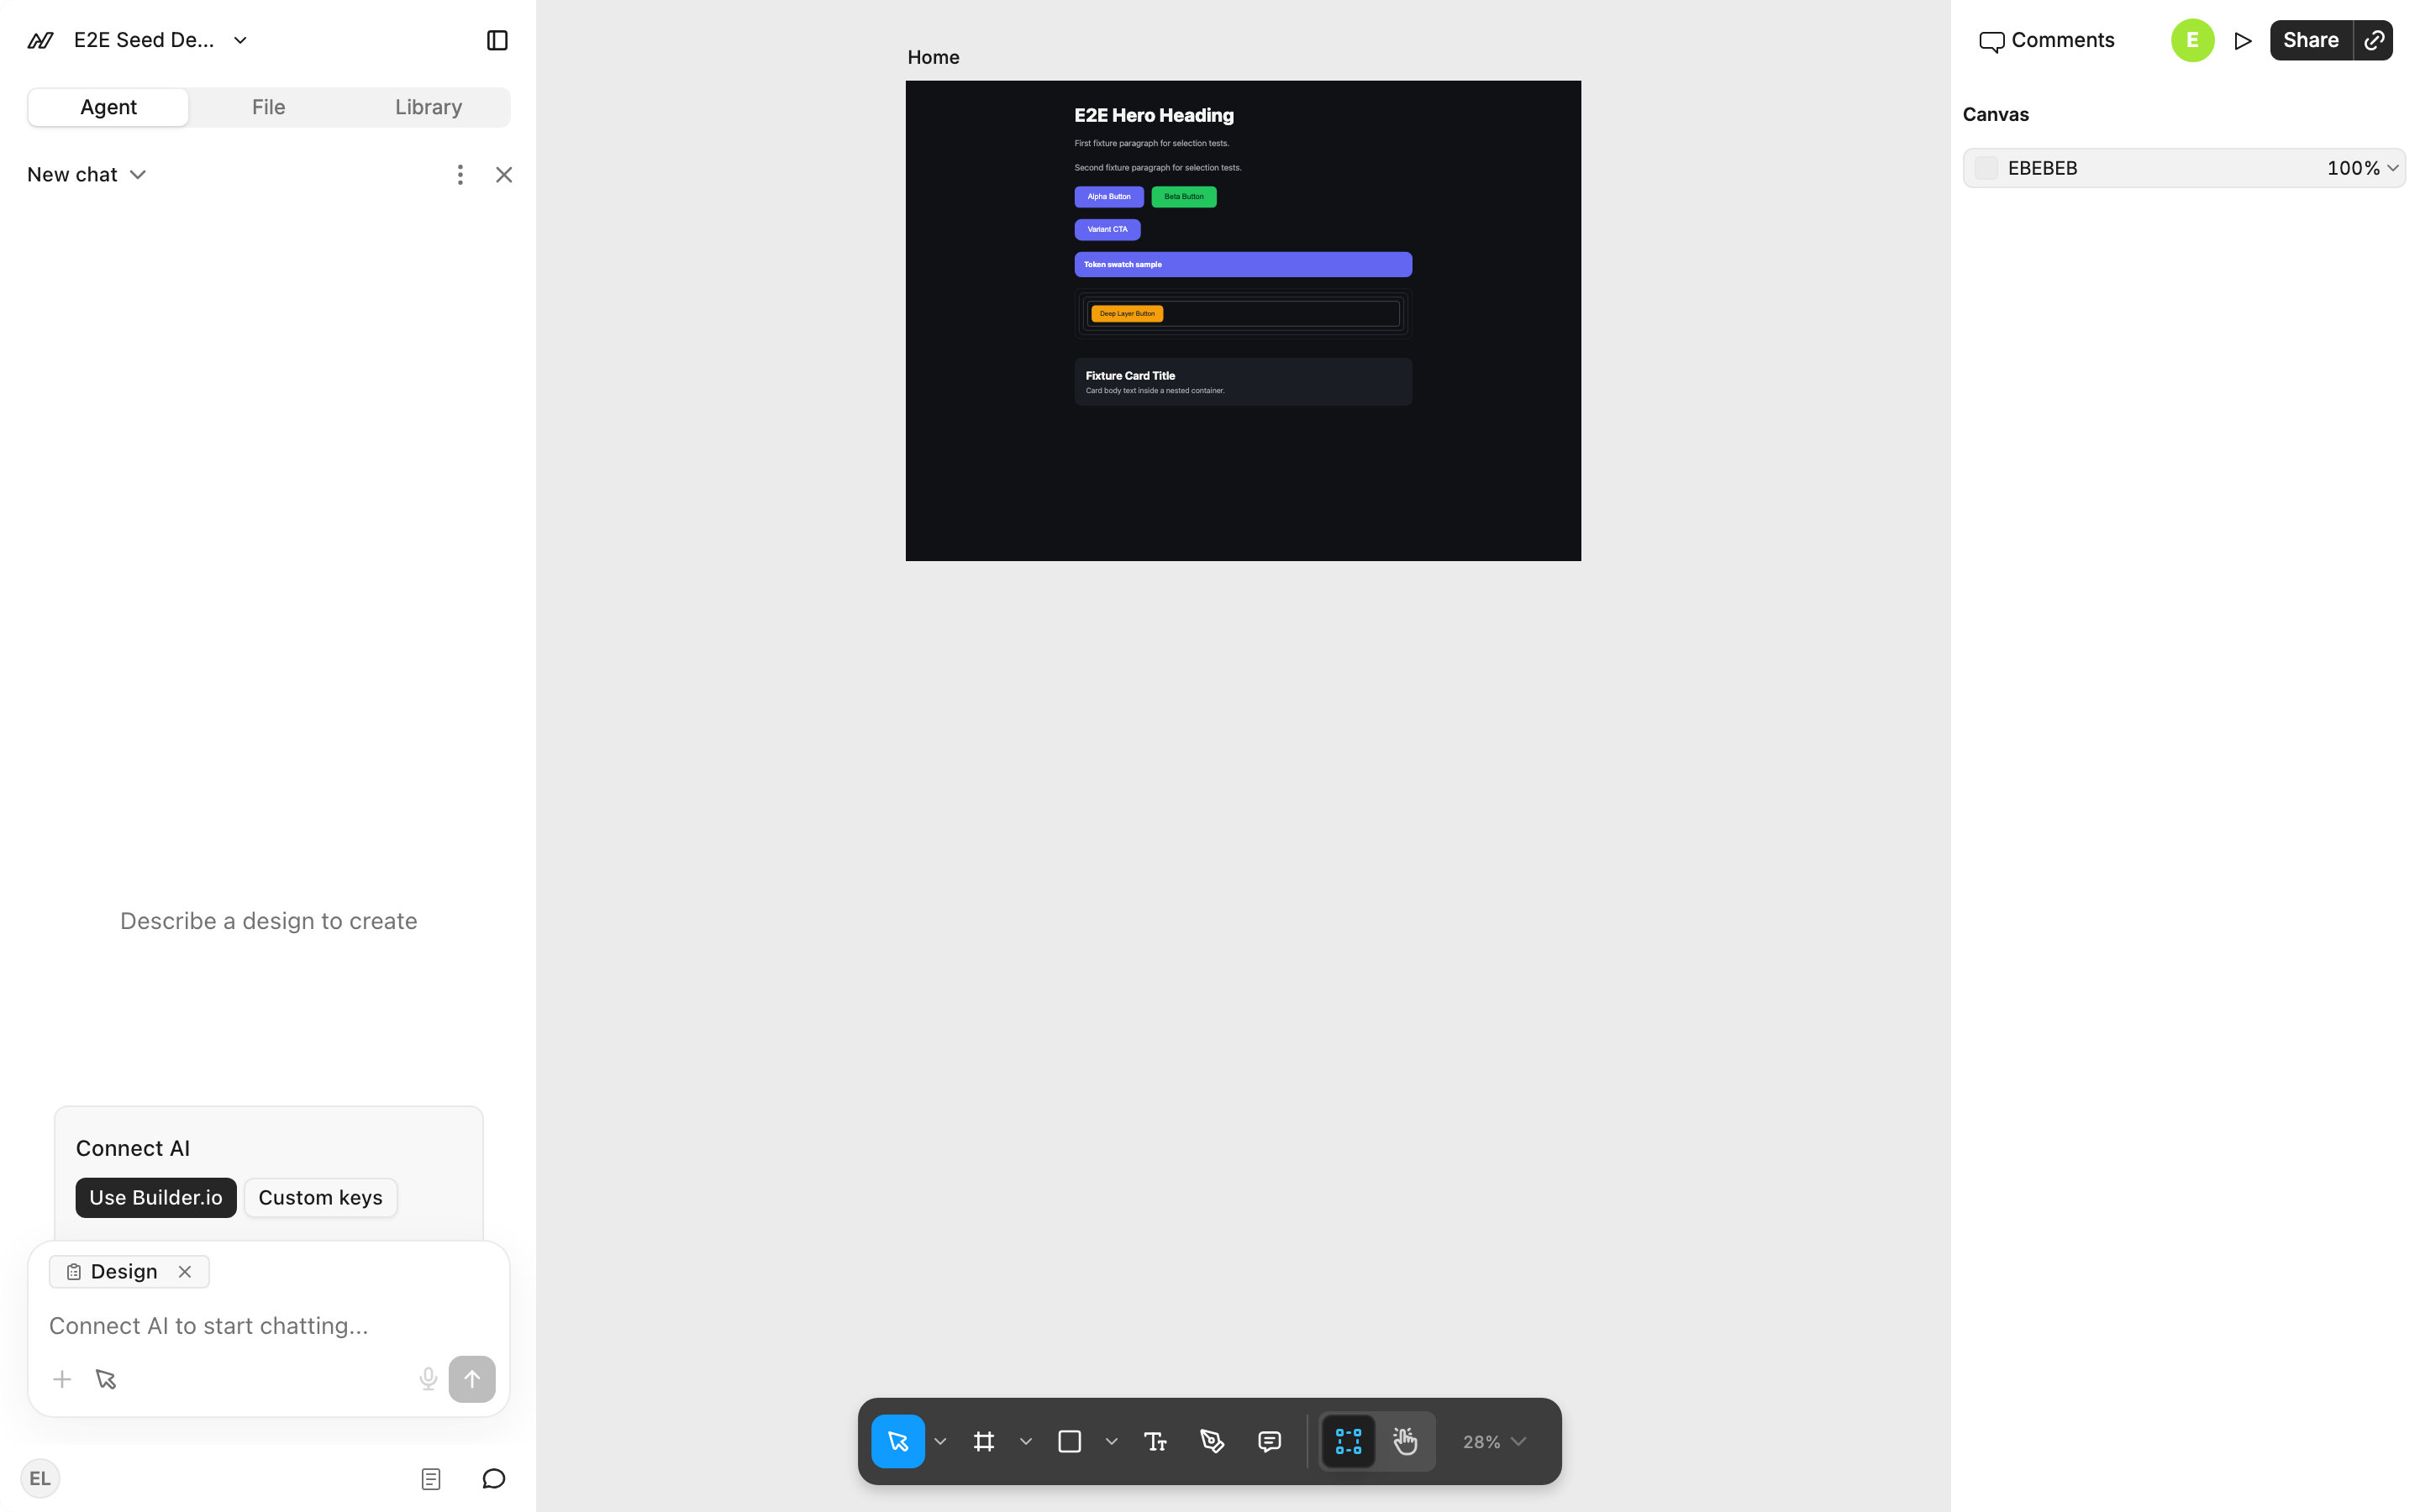 E2E Seed De...
Agent
File
Library
New chat
Describe a design to create
Connect AI
Use Builder.io
Custom keys
Design
Connect AI to start chatting...
EL
Home
E2E Hero Heading
First fixture paragraph for selection tests.
Second fixture paragraph for selection tests.
Alpha Button
Beta Button
Variant CTA
Token swatch sample
Deep Layer Button
Fixture Card Title
Card body text inside a nested container.
28%
Comments
E
Share
Canvas
EBEBEB
100%